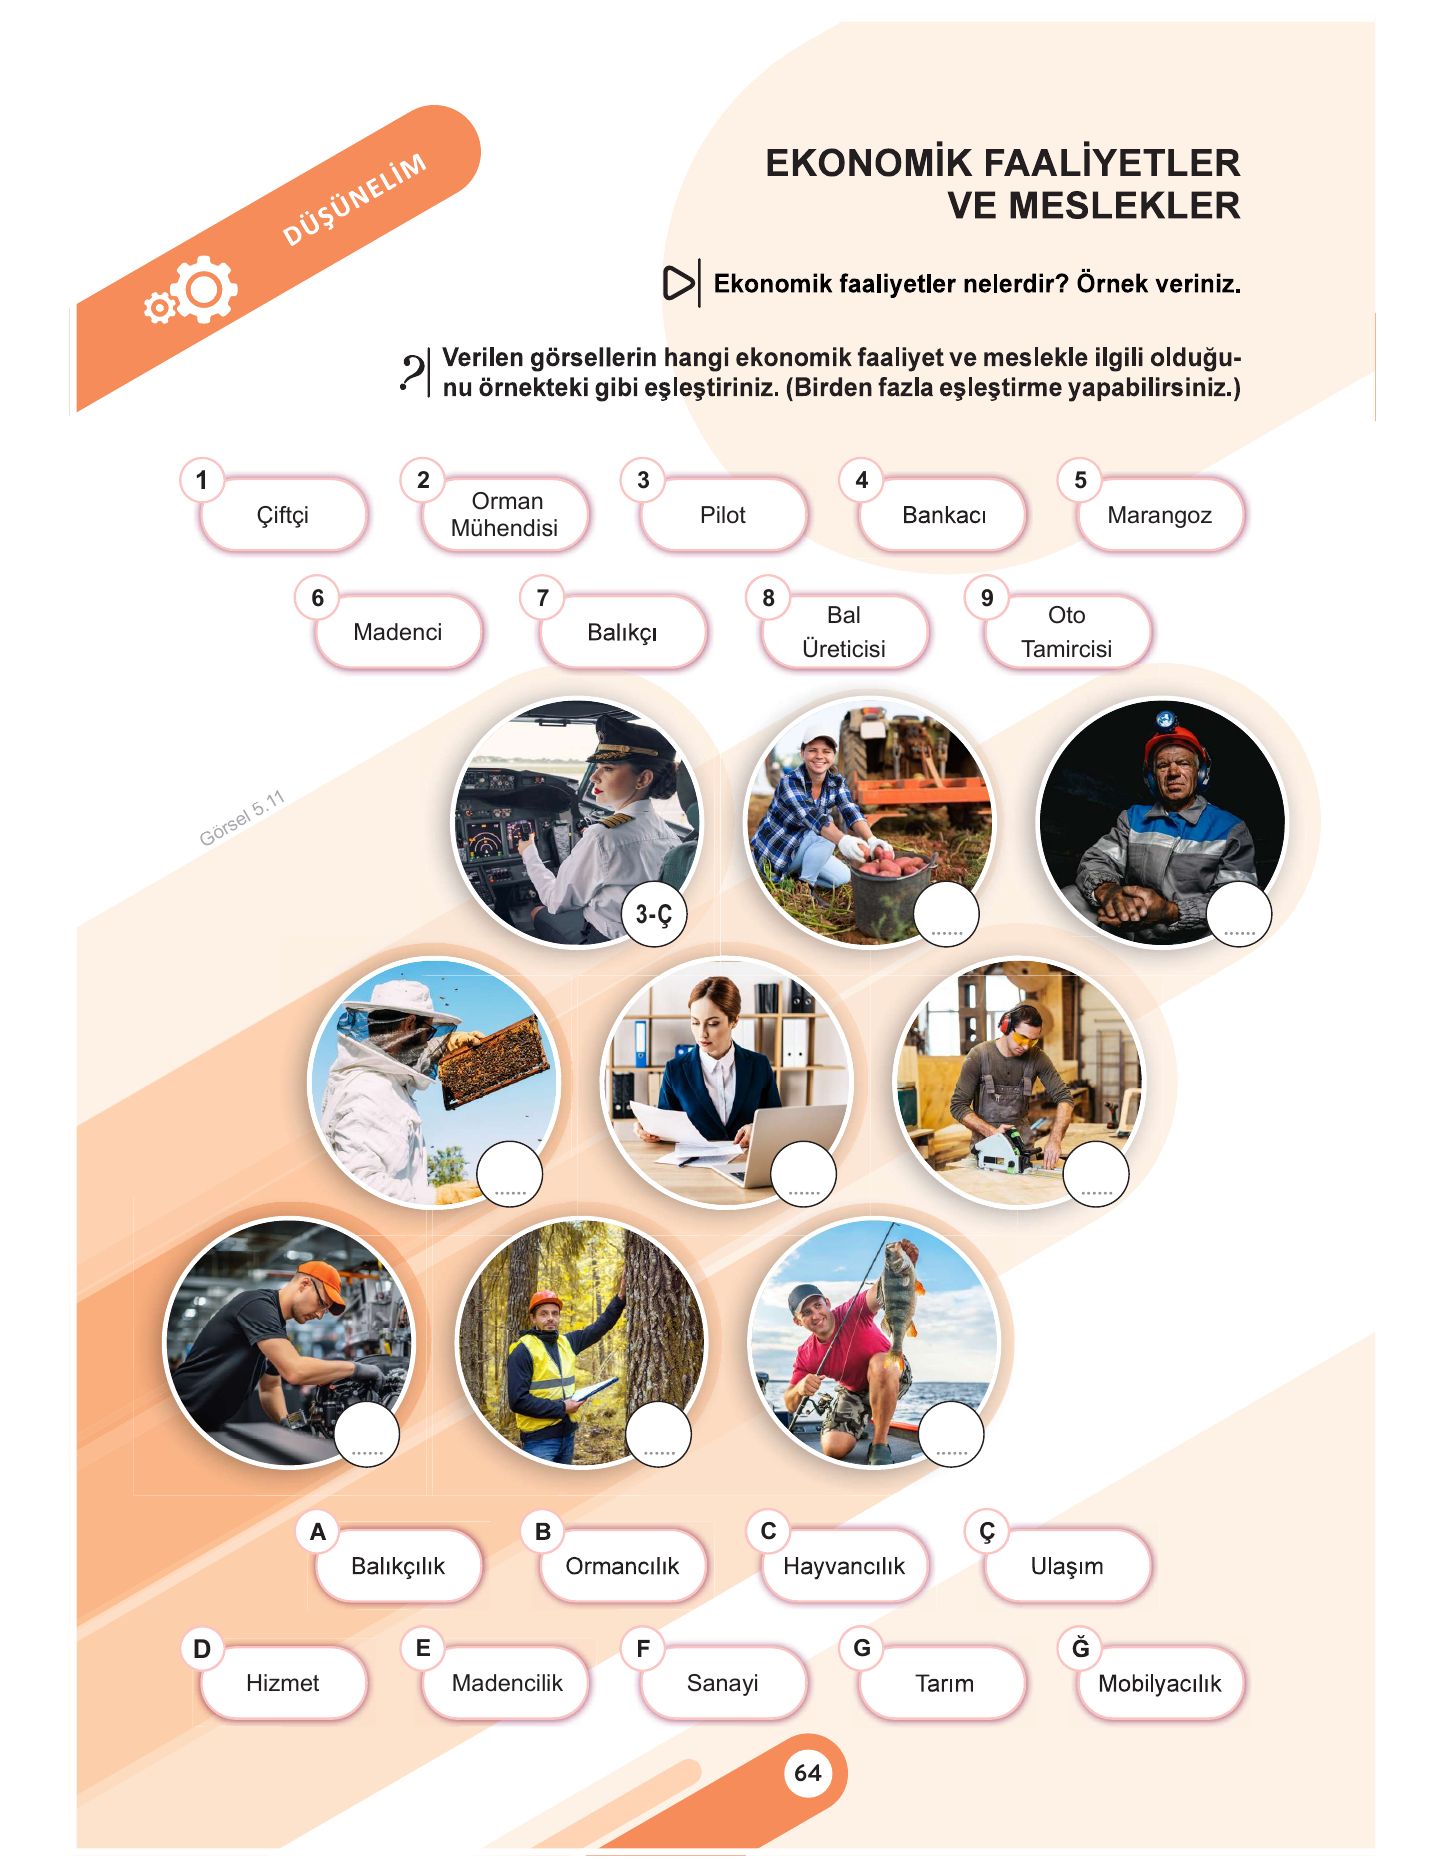 DÜŞÜNELİM
EKONOMİK FAALİYETLER
VE MESLEKLER
Ekonomik faaliyetler nelerdir? Örnek veriniz.
? Verilen görsellerin hangi ekonomik faaliyet ve meslekle ilgili olduğu-
nu örnekteki gibi eşleştiriniz. (Birden fazla eşleştirme yapabilirsiniz.)
1 Çiftçi
2 Orman
Mühendisi
3 Pilot
4 Bankacı
5 Marangoz
6 Madenci
7 Balıkçı
8 Bal
Üreticisi
9 Oto
Tamircisi
Görsel 5.11
3-Ç
......
......
......
......
......
......
......
......
A Balıkçılık
B Ormancılık
C Hayvancılık
Ç Ulaşım
D Hizmet
E Madencilik
F Sanayi
G Tarım
Ğ Mobilyacılık
64